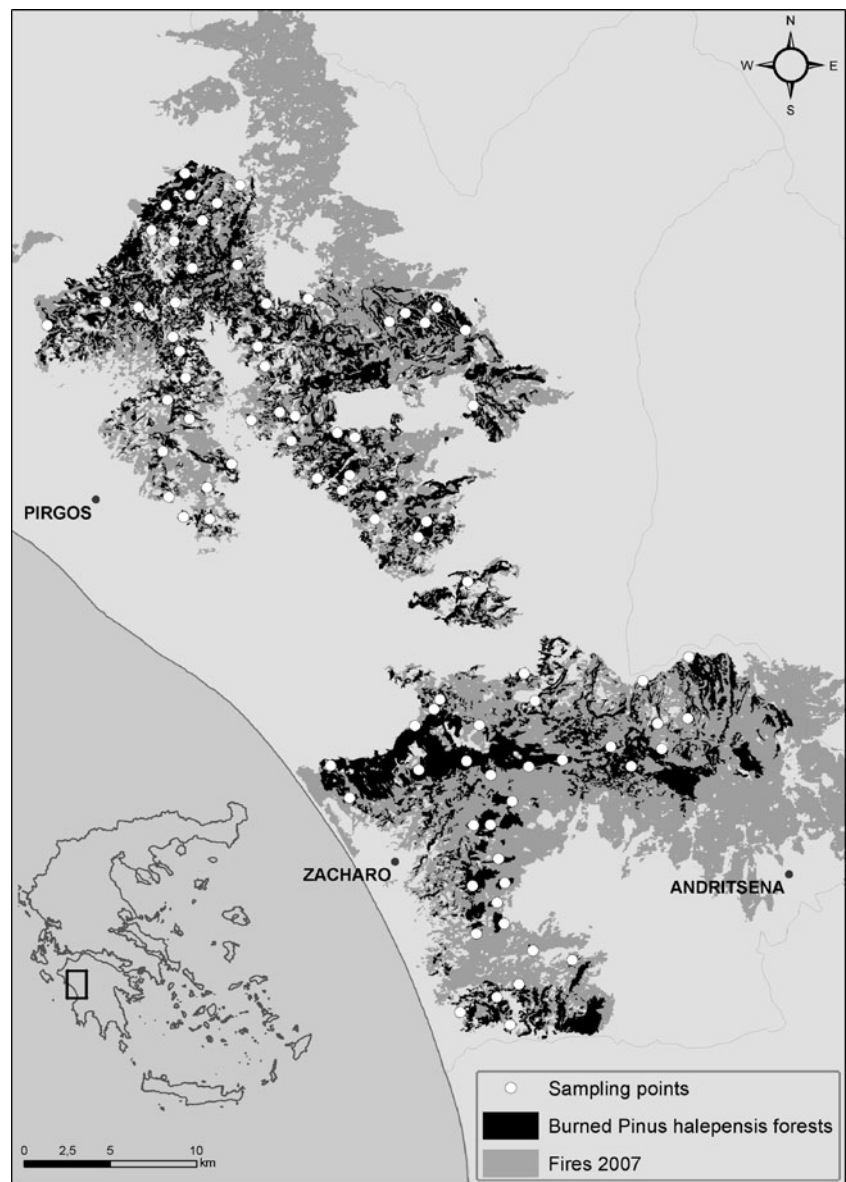 N
W E
S
PIRGOS
ZACHARO
ANDRITSENA
Sampling points
Burned Pinus halepensis forests
Fires 2007
0 2,5 5 10
km